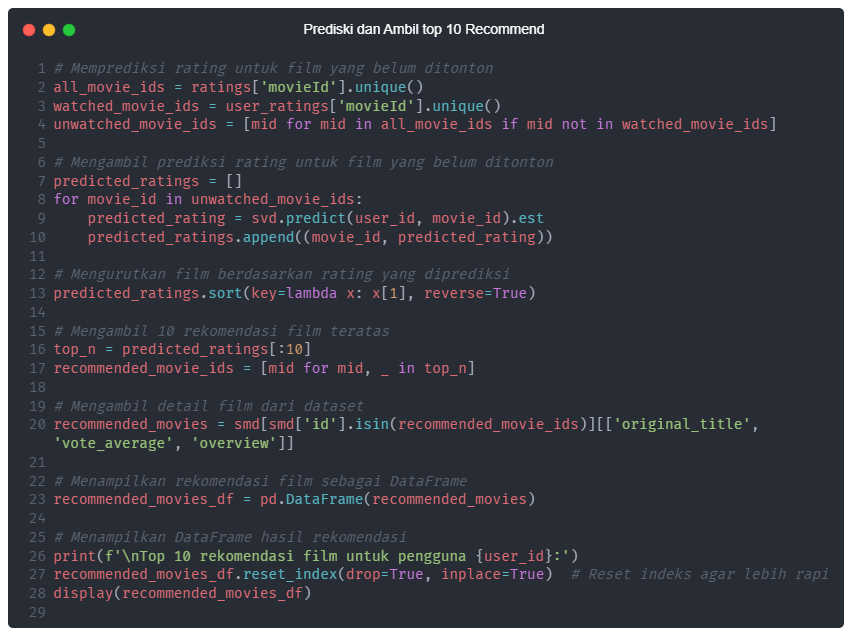 Prediski dan Ambil top 10 Recommend
1 # Memprediksi rating untuk film yang belum ditonton
2 all_movie_ids = ratings['movieId'].unique()
3 watched_movie_ids = user_ratings['movieId'].unique()
4 unwatched_movie_ids = [mid for mid in all_movie_ids if mid not in watched_movie_ids]
5
6 # Mengambil prediksi rating untuk film yang belum ditonton
7 predicted_ratings = []
8 for movie_id in unwatched_movie_ids:
9     predicted_rating = svd.predict(user_id, movie_id).est
10     predicted_ratings.append((movie_id, predicted_rating))
11
12 # Mengurutkan film berdasarkan rating yang diprediksi
13 predicted_ratings.sort(key=lambda x: x[1], reverse=True)
14
15 # Mengambil 10 rekomendasi film teratas
16 top_n = predicted_ratings[:10]
17 recommended_movie_ids = [mid for mid, _ in top_n]
18
19 # Mengambil detail film dari dataset
20 recommended_movies = smd[smd['id'].isin(recommended_movie_ids)][['original_title',
'vote_average', 'overview']]
21
22 # Menampilkan rekomendasi film sebagai DataFrame
23 recommended_movies_df = pd.DataFrame(recommended_movies)
24
25 # Menampilkan DataFrame hasil rekomendasi
26 print(f'\nTop 10 rekomendasi film untuk pengguna {user_id}:')
27 recommended_movies_df.reset_index(drop=True, inplace=True)  # Reset indeks agar lebih rapi
28 display(recommended_movies_df)
29